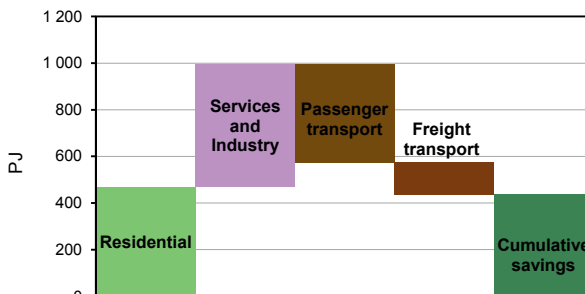 1 200
1 000
800
600
400
200
0
PJ
Residential
Services
and
Industry
Passenger
transport
Freight
transport
Cumulative
savings